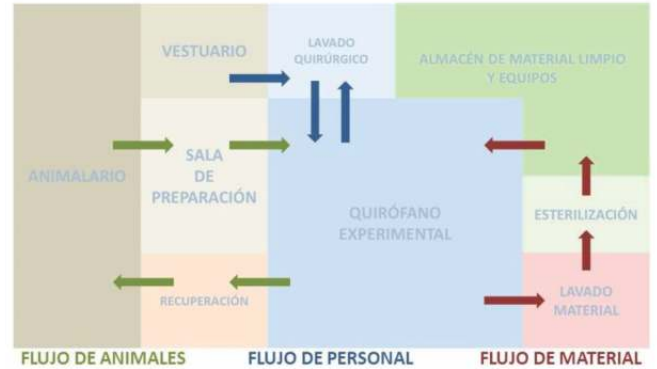 VESTUARIO
LAVADO
QUIRÚRGICO
ALMACÉN DE MATERIAL LIMPIO
Y EQUIPOS
ANIMALARIO
SALA
DE
PREPARACIÓN
QUIRÓFANO
EXPERIMENTAL
ESTERILIZACIÓN
RECUPERACIÓN
LAVADO
MATERIAL
FLUJO DE ANIMALES
FLUJO DE PERSONAL
FLUJO DE MATERIAL